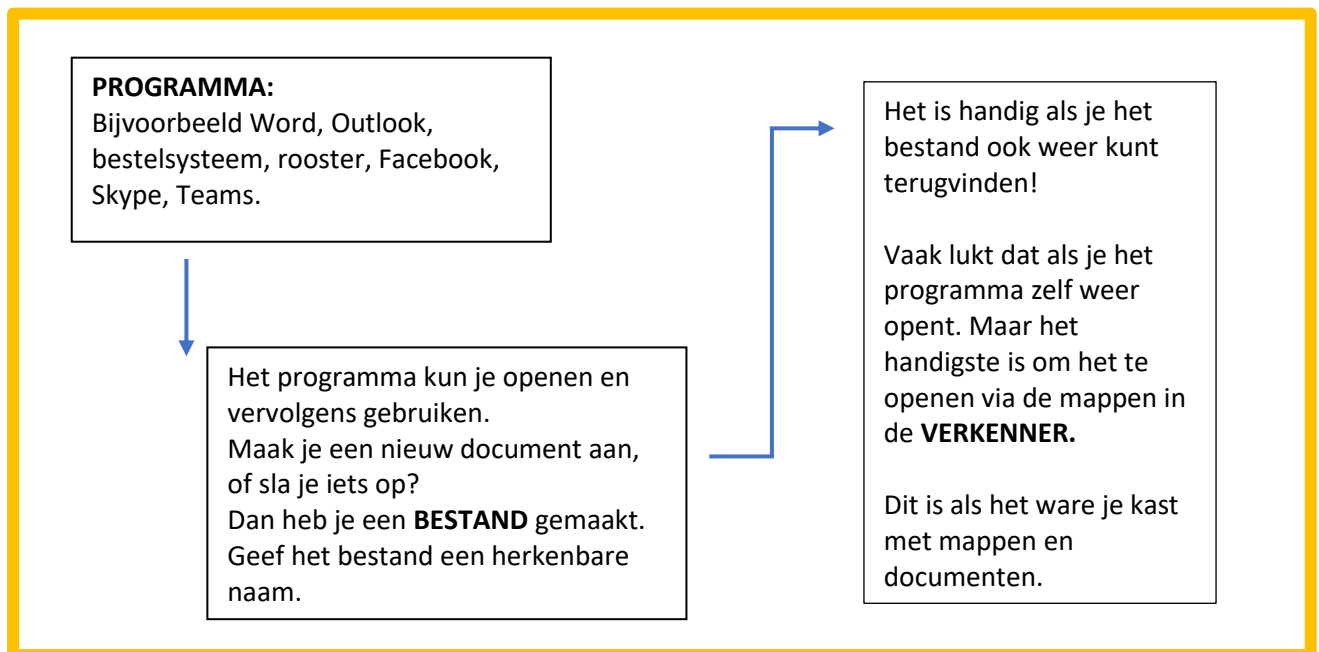 PROGRAMMA:
Bijvoorbeeld Word, Outlook,
bestelsysteem, rooster, Facebook,
Skype, Teams.
Het programma kun je openen en
vervolgens gebruiken.
Maak je een nieuw document aan,
of sla je iets op?
Dan heb je een BESTAND gemaakt.
Geef het bestand een herkenbare
naam.
Het is handig als je het
bestand ook weer kunt
terugvinden!
Vaak lukt dat als je het
programma zelf weer
opent. Maar het
handigste is om het te
openen via de mappen in
de VERKENNER.
Dit is als het ware je kast
met mappen en
documenten.